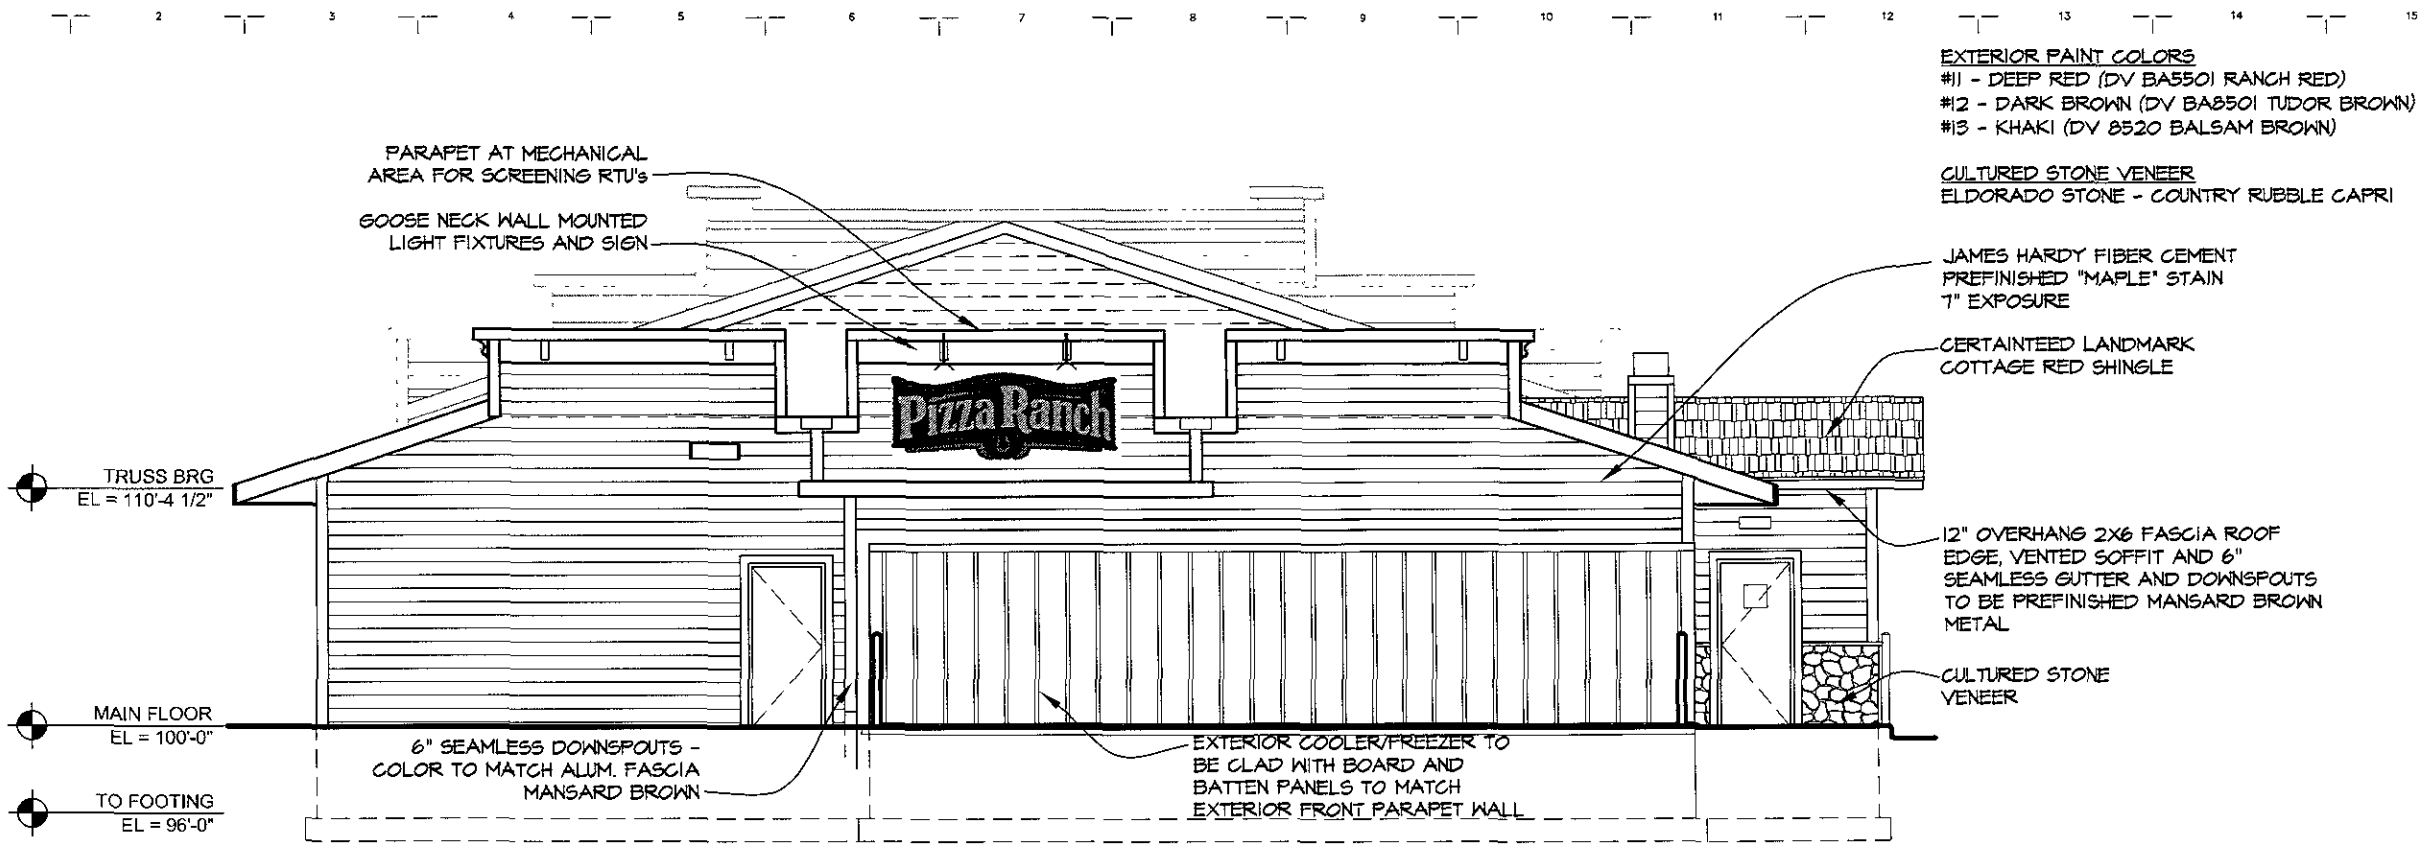 2 3 4 5 6 7 8 9 10 11 12 13 14 15
EXTERIOR PAINT COLORS
#11 - DEEP RED (DV BA5501 RANCH RED)
#12 - DARK BROWN (DV BA8501 TUDOR BROWN)
#13 - KHAKI (DV 8520 BALSAM BROWN)
CULTURED STONE VENEER
ELDORADO STONE - COUNTRY RUBBLE CAPRI
PARAPET AT MECHANICAL
AREA FOR SCREENING RTU's
GOOSE NECK WALL MOUNTED
LIGHT FIXTURES AND SIGN
JAMES HARDY FIBER CEMENT
PREFINISHED "MAPLE" STAIN
7" EXPOSURE
CERTAINTEED LANDMARK
COTTAGE RED SHINGLE
Pizza Ranch
TRUSS BRG
EL = 110'-4 1/2"
12" OVERHANG 2X6 FASCIA ROOF
EDGE, VENTED SOFFIT AND 6"
SEAMLESS GUTTER AND DOWNSPOUTS
TO BE PREFINISHED MANSARD BROWN
METAL
CULTURED STONE
VENEER
MAIN FLOOR
EL = 100'-0"
6" SEAMLESS DOWNSPOUTS -
COLOR TO MATCH ALUM. FASCIA
MANSARD BROWN
EXTERIOR COOLER/FREEZER TO
BE CLAD WITH BOARD AND
BATTEN PANELS TO MATCH
EXTERIOR FRONT PARAPET WALL
TO FOOTING
EL = 96'-0"